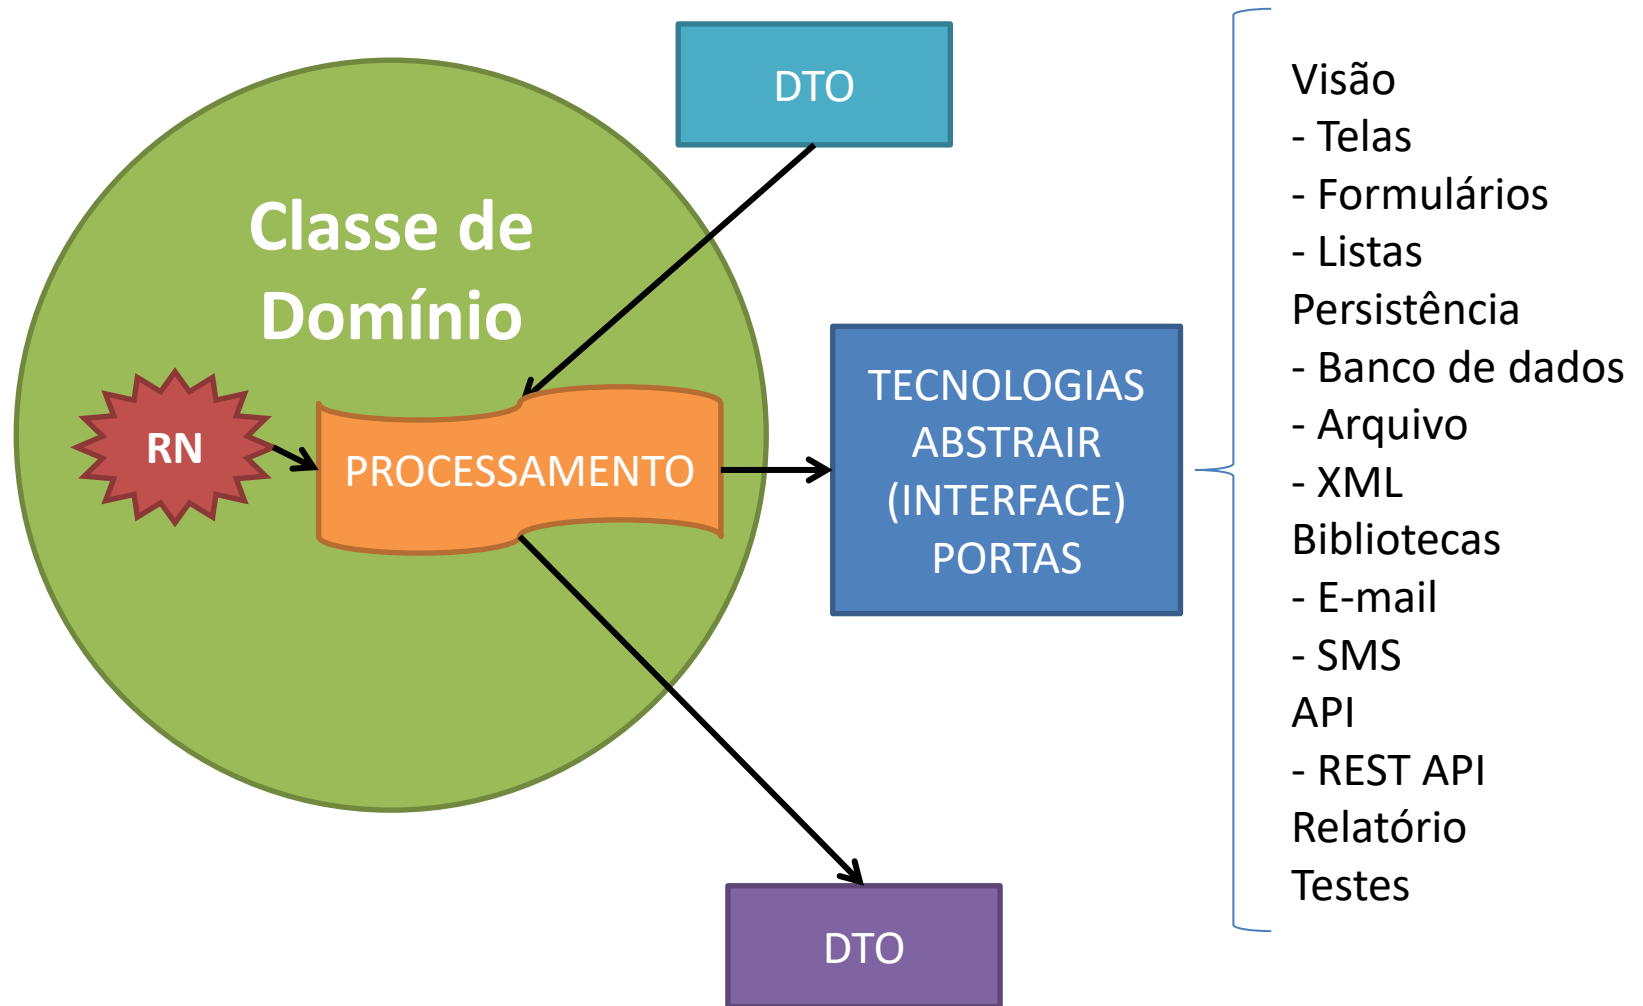 DTO
Classe de
Domínio
RN
PROCESSAMENTO
TECNOLOGIAS
ABSTRAIR
(INTERFACE)
PORTAS
DTO
Visão
- Telas
- Formulários
- Listas
Persistência
- Banco de dados
- Arquivo
- XML
Bibliotecas
- E-mail
- SMS
API
- REST API
Relatório
Testes